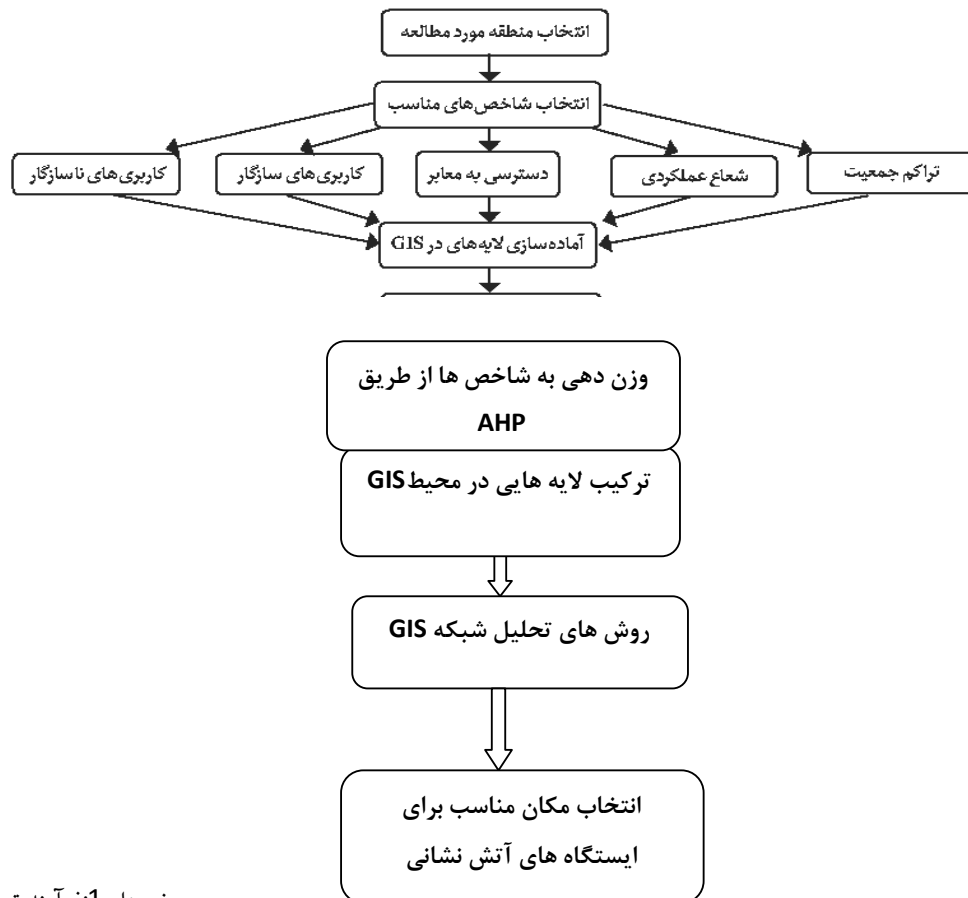 انتخاب منطقه مورد مطالعه
انتخاب شاخص‌های مناسب
تراکم جمعیت
شعاع عملکردی
دسترسی به معابر
کاربری‌های سازگار
کاربری‌های ناسازگار
آماده‌سازی لایه‌های در GIS
وزن دهی به شاخص ها از طریق
AHP
ترکیب لایه هایی در محیطGIS
روش های تحلیل شبکه GIS
انتخاب مکان مناسب برای
ایستگاه های آتش نشانی